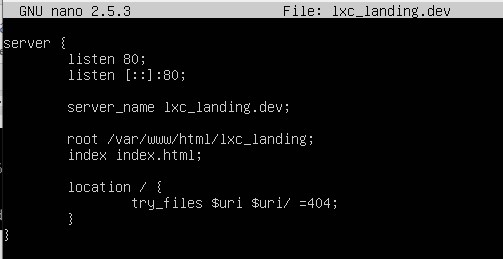 GNU nano 2.5.3 File: lxc_landing.dev
server {
listen 80;
listen [::]:80;
server_name lxc_landing.dev;
root /var/www/html/lxc_landing;
index index.html;
location / {
try_files $uri $uri/ =404;
}
}